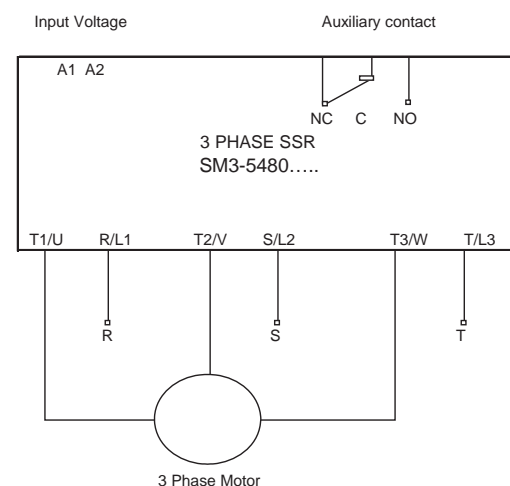 Input Voltage Auxiliary contact
A1 A2
NC C NO
3 PHASE SSR
SM3-5480.....
T1/U R/L1 T2/V S/L2 T3/W T/L3
R S T
3 Phase Motor